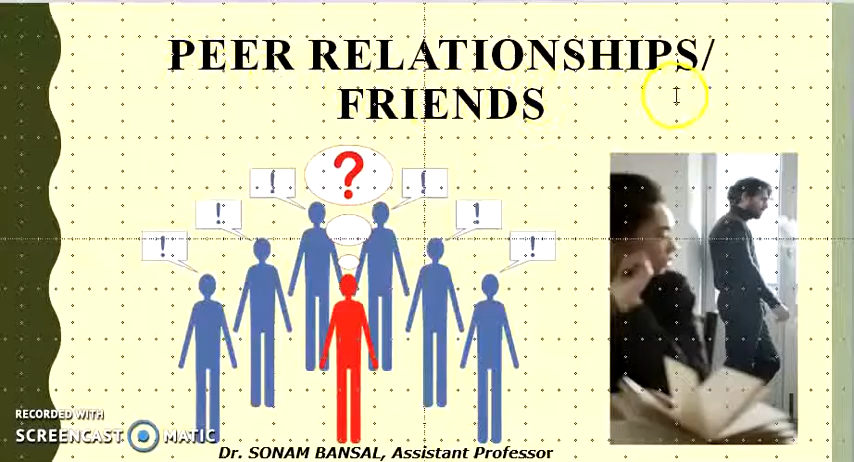 PEER RELATIONSHIPS/
FRIENDS
?
!
!
!
!
!
!
RECORDED WITH
SCREENCAST MATIC
Dr. SONAM BANSAL, Assistant Professor